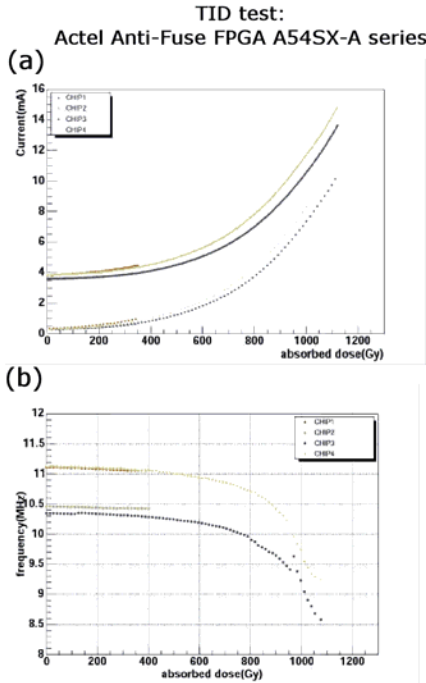 TID test:
Actel Anti-Fuse FPGA A54SX-A series
(a)
Current(mA)
16
14
12
10
8
6
4
2
0
CHIP1
CHIP2
CHIP3
CHIP4
0 200 400 600 800 1000 1200
absorbed dose(Gy)
(b)
frequency(MHz)
12
11.5
11
10.5
10
9.5
9
8.5
8
CHIP1
CHIP2
CHIP3
CHIP4
0 200 400 600 800 1000 1200
absorbed dose(Gy)